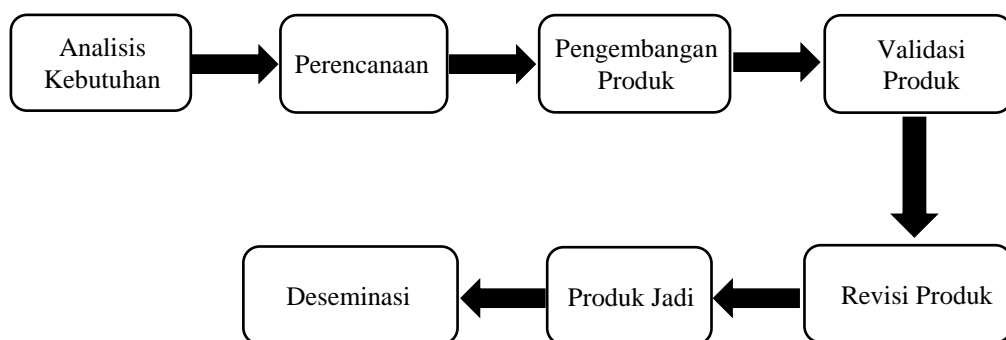 Analisis
Kebutuhan
Perencanaan
Pengembangan
Produk
Validasi
Produk
Revisi Produk
Produk Jadi
Deseminasi